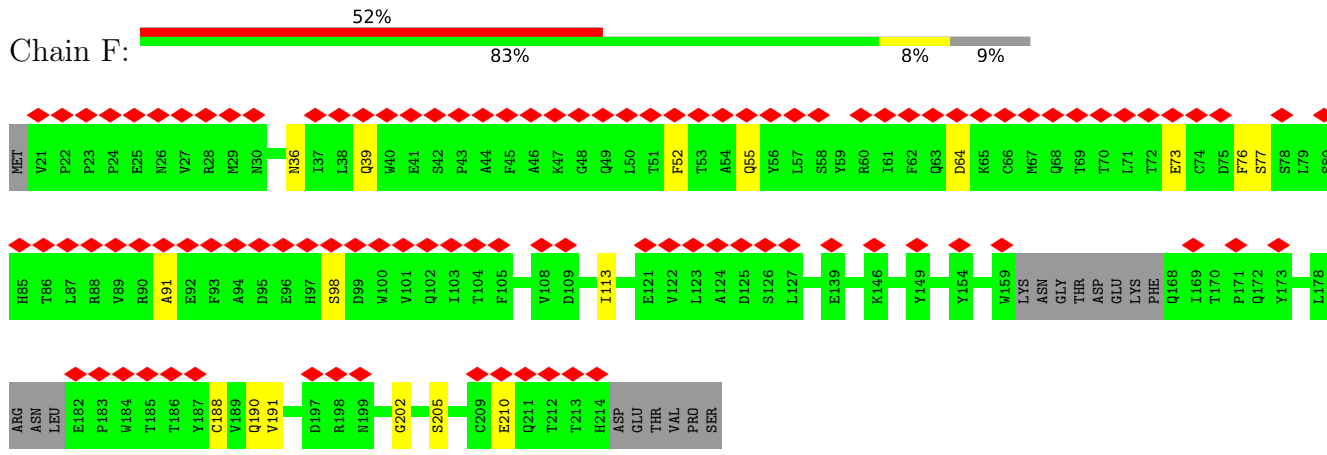 52%
Chain F:
83% 8% 9%
MET V21 P22 P23 P24 E25 N26 V27 R28 M29 N30 N36 I37 L38 Q39 W40 E41 S42 P43 A44 F45 A46 K47 G48 Q49 L50 T51 F52 T53 A54 Q55 Y56 L57 S58 Y59 R60 I61 F62 Q63 D64 K65 C66 M67 Q68 T69 T70 L71 T72 E73 C74 D75 F76 S77 S78 L79 S80
H85 T86 L87 R88 V89 R90 A91 E92 F93 A94 D95 E96 H97 S98 D99 W100 V101 Q102 I103 T104 F105 V108 D109 I113 E121 V122 L123 A124 D125 S126 L127 E139 K146 Y149 Y154 W159 LYS ASN GLY THR ASP GLU LYS PHE Q168 I169 T170 P171 Q172 Y173 L178
ARG ASN LEU E182 P183 W184 T185 T186 Y187 C188 V189 Q190 V191 D197 R198 N199 G202 S205 C209 E210 Q211 T212 T213 H214 ASP GLU THR VAL PRO SER